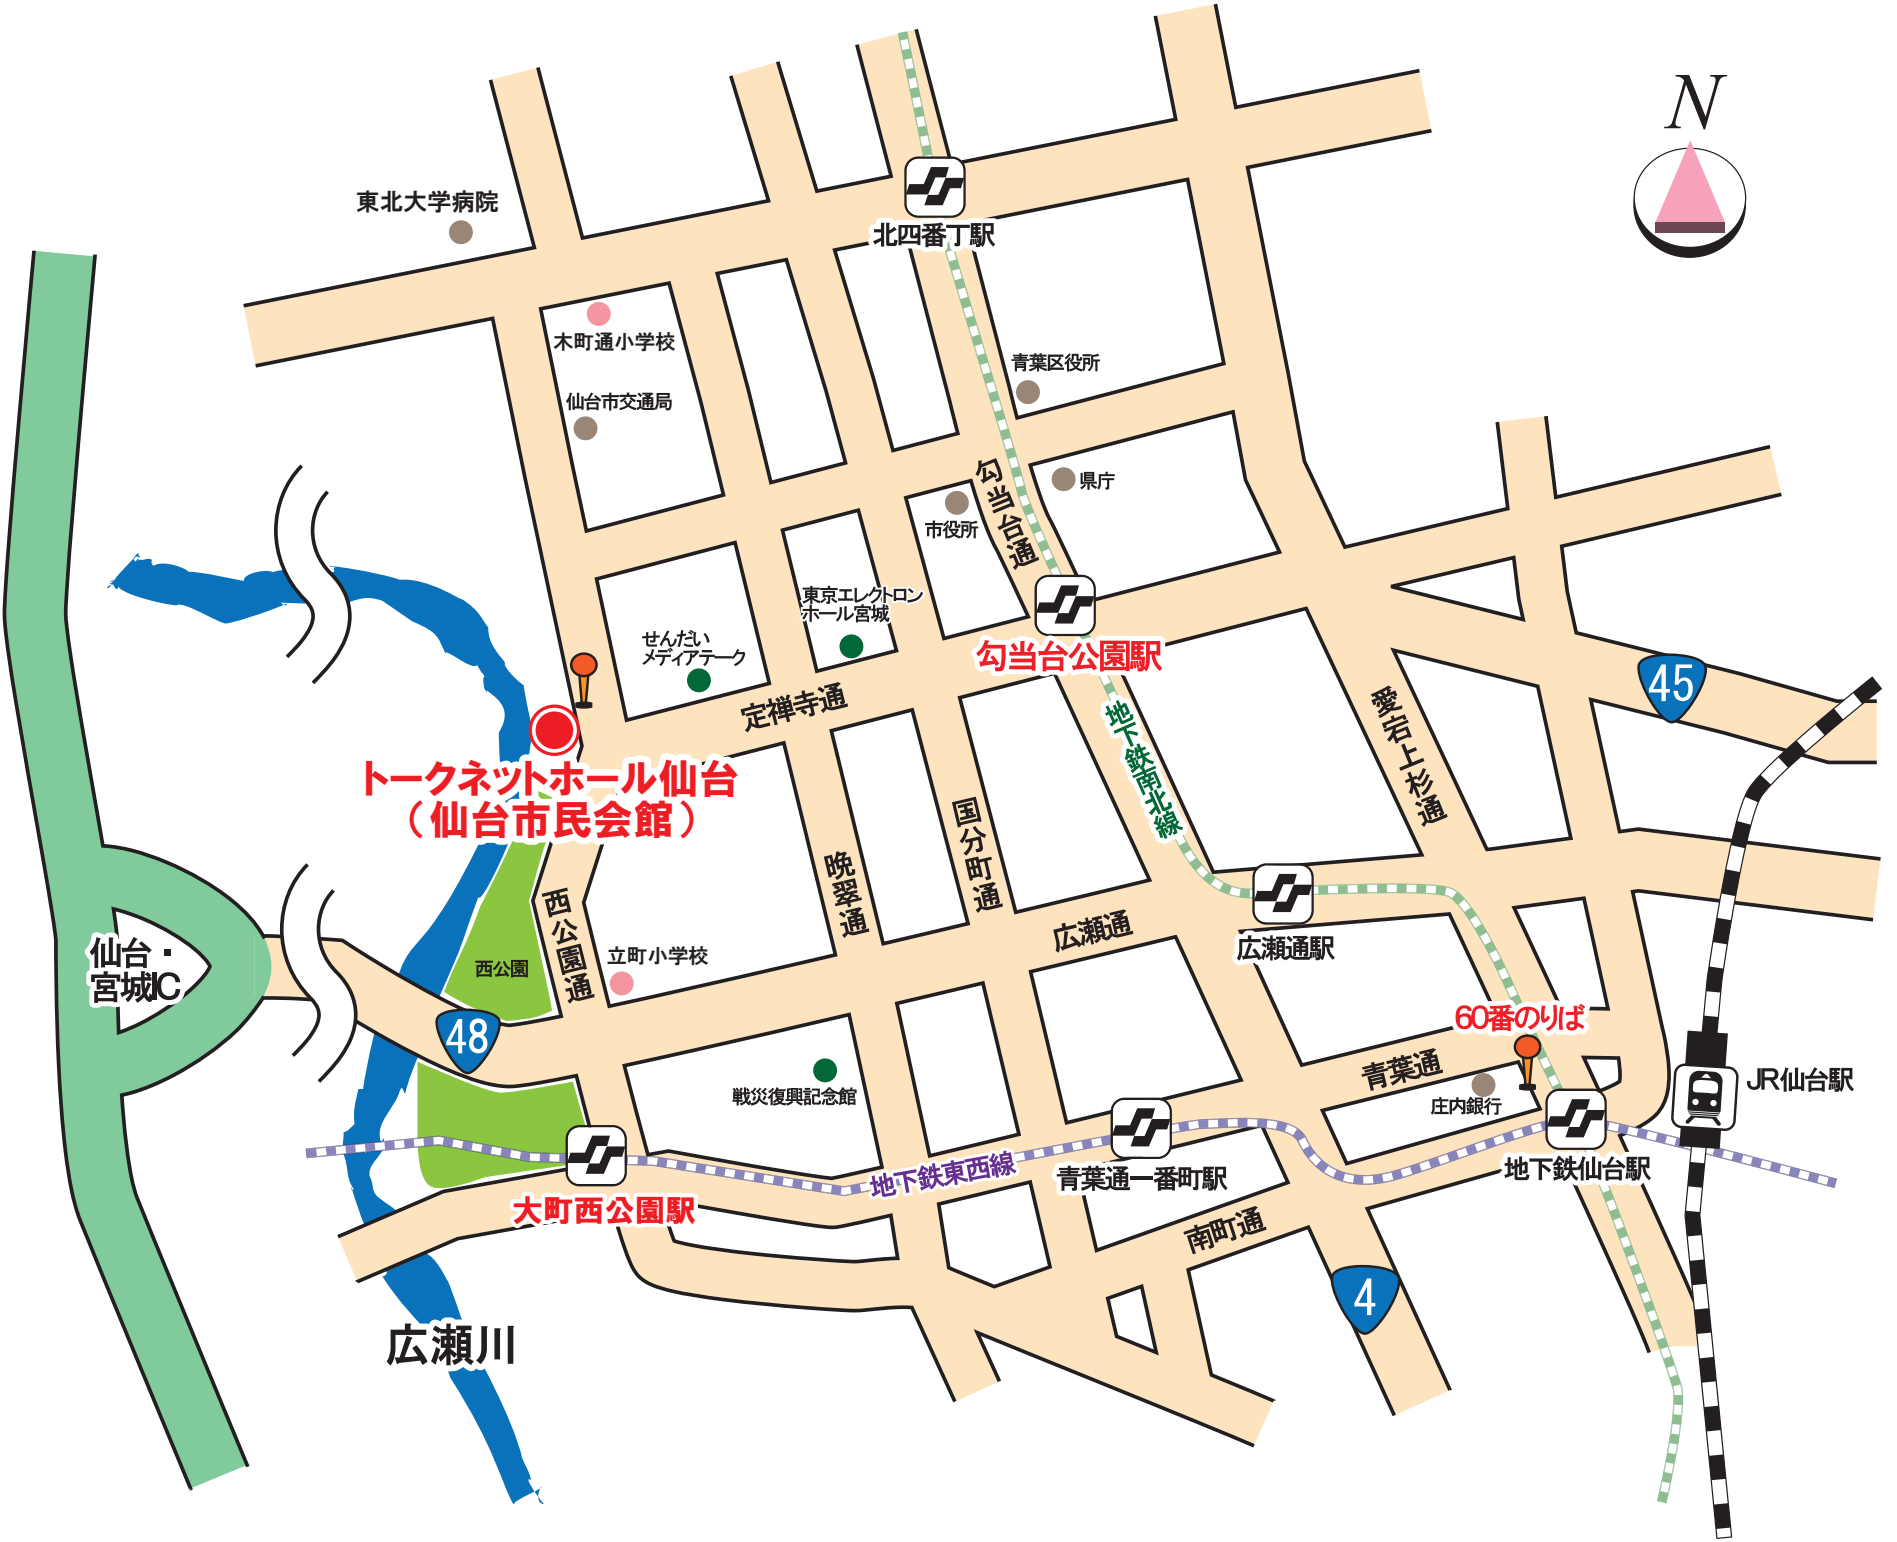 N
東北大学病院
北四番丁駅
木町通小学校
青葉区役所
仙台市交通局
県庁
勾当台通
市役所
東京エレクトロン
ホール宮城
せんだい
メディアテーク
勾当台公園駅
45
定禅寺通
愛宕上杉通
地下鉄南北線
トークネットホール仙台
(仙台市民会館)
国分町通
晩翠通
西公園通
広瀬通
広瀬通駅
仙台・
宮城IC
立町小学校
西公園
48
60番のりば
青葉通
JR仙台駅
戦災復興記念館
庄内銀行
地下鉄東西線
青葉通一番町駅
地下鉄仙台駅
大町西公園駅
南町通
4
広瀬川